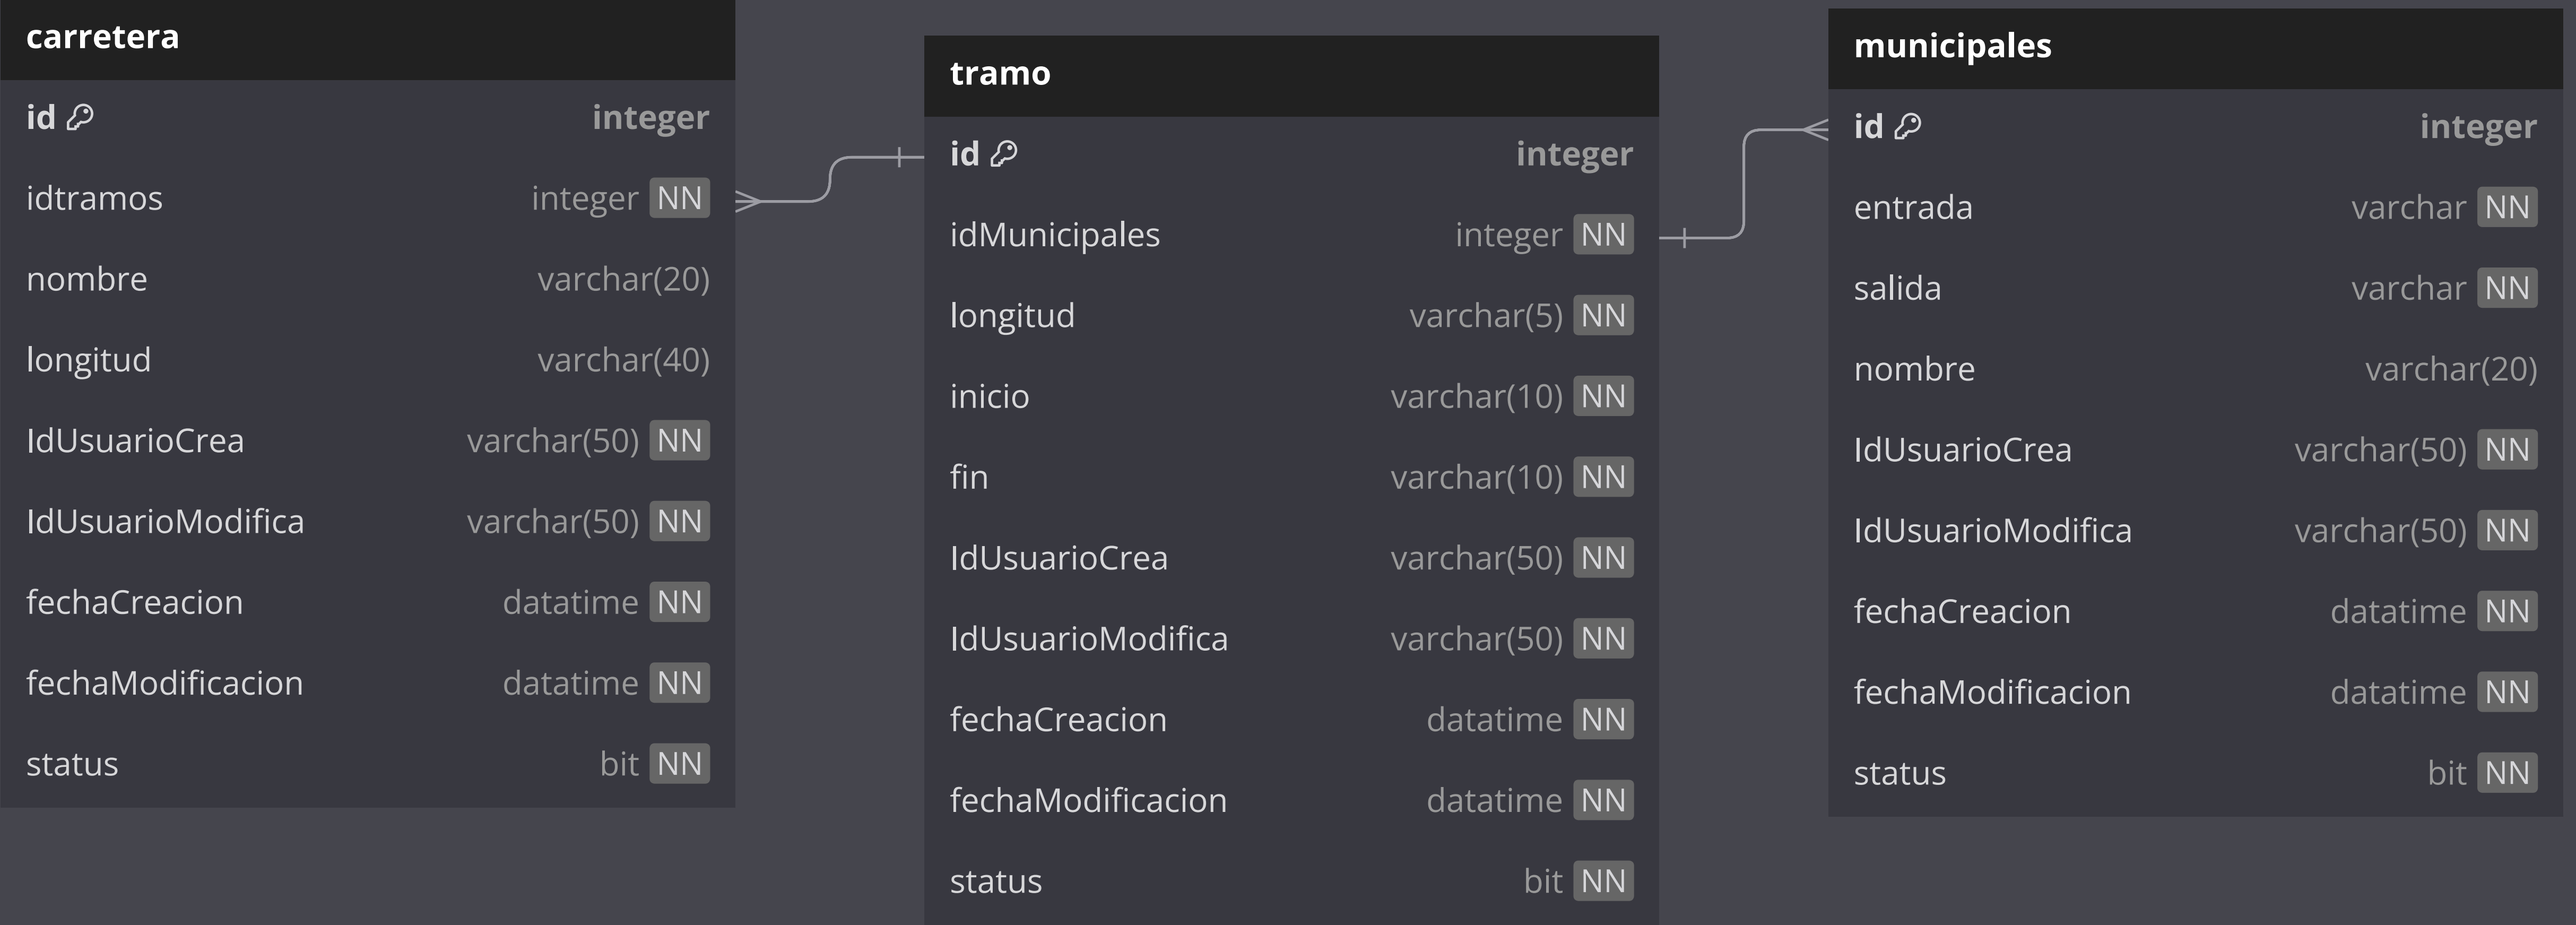 carretera
id integer
idtramos integer NN
nombre varchar(20)
longitud varchar(40)
IdUsuarioCrea varchar(50) NN
IdUsuarioModifica varchar(50) NN
fechaCreacion datatime NN
fechaModificacion datatime NN
status bit NN
tramo
id integer
idMunicipales integer NN
longitud varchar(5) NN
inicio varchar(10) NN
fin varchar(10) NN
IdUsuarioCrea varchar(50) NN
IdUsuarioModifica varchar(50) NN
fechaCreacion datatime NN
fechaModificacion datatime NN
status bit NN
municipales
id integer
entrada varchar NN
salida varchar NN
nombre varchar(20)
IdUsuarioCrea varchar(50) NN
IdUsuarioModifica varchar(50) NN
fechaCreacion datatime NN
fechaModificacion datatime NN
status bit NN